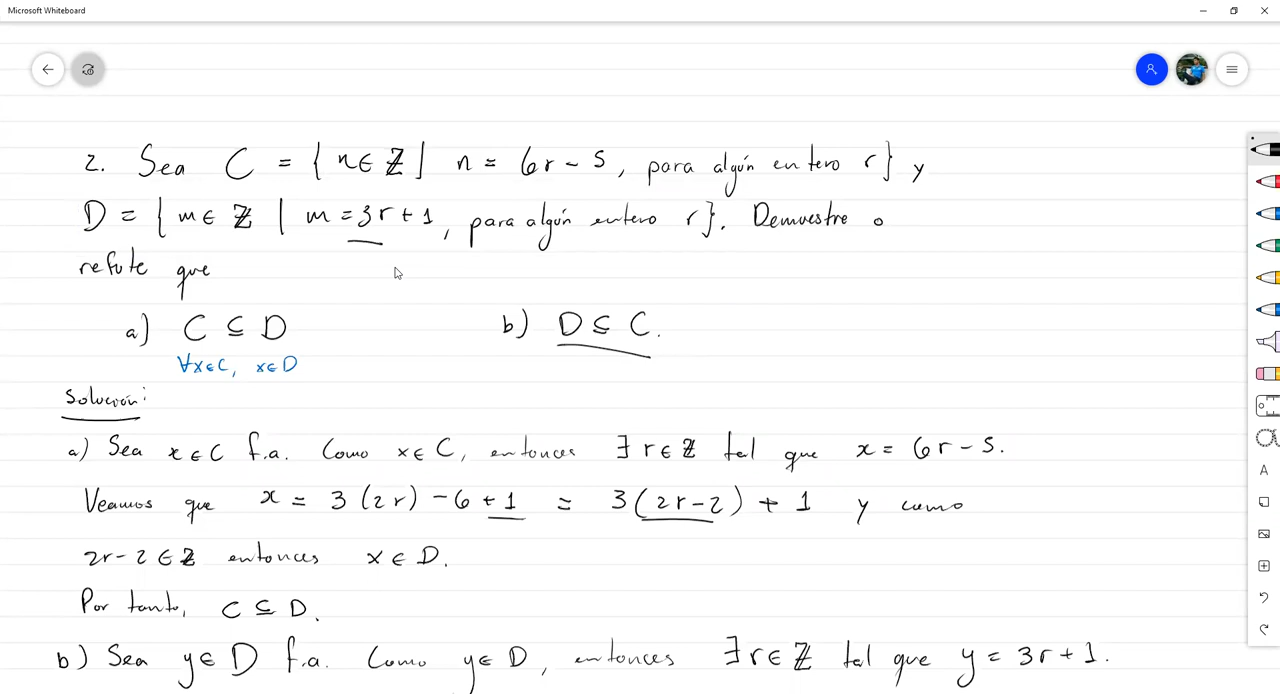 Microsoft Whiteboard
2. Sea C = { n ∈ ℤ | n = 6r - 5, para algún entero r} y
D = { m ∈ ℤ | m = 3r + 1, para algún entero r}. Demuestre o
refute que
a) C ⊆ D b) D ⊆ C.
∀x∈C, x∈D
Solución:
a) Sea x ∈ C f.a. Como x ∈ C, entonces ∃ r ∈ ℤ tal que x = 6r - 5.
Veamos que x = 3(2r) - 6 + 1 = 3(2r - 2) + 1 y como
2r - 2 ∈ ℤ entonces x ∈ D.
Por tanto, C ⊆ D.
b) Sea y ∈ D f.a. Como y ∈ D, entonces ∃ r ∈ ℤ tal que y = 3r + 1.
A